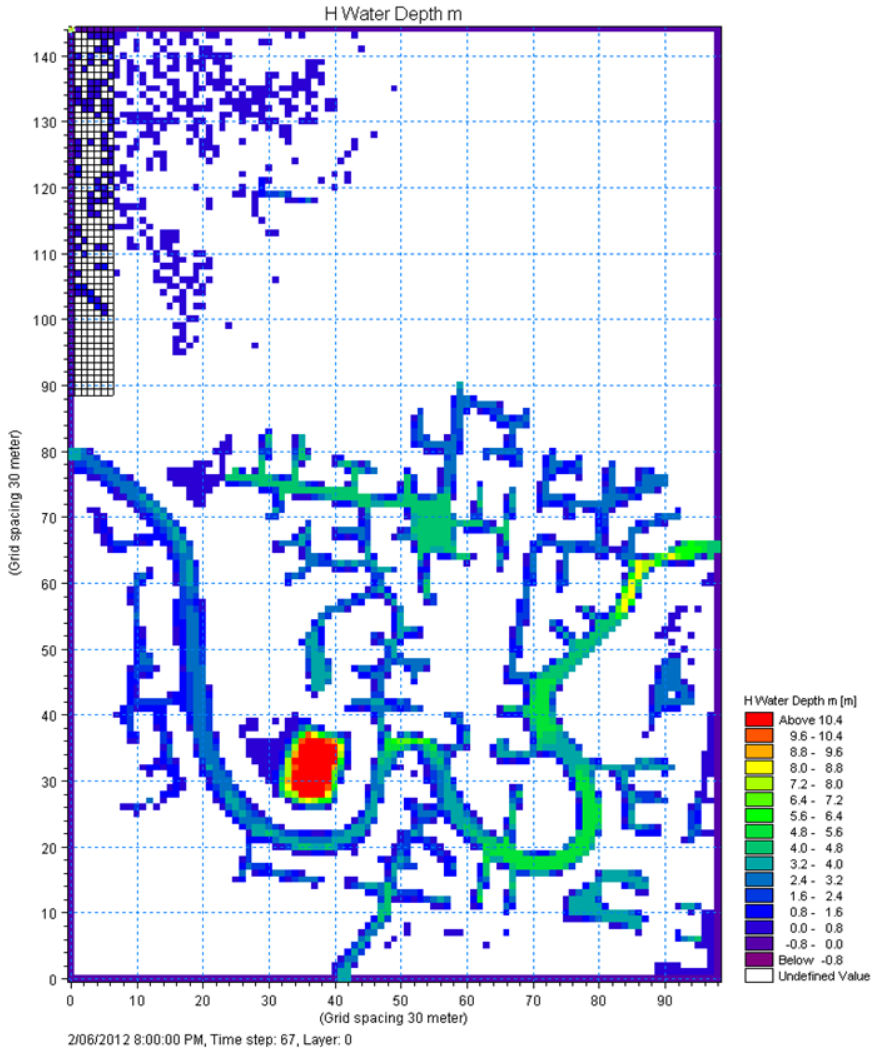 H Water Depth m
140
130
120
110
100
90
80
70
60
50
40
30
20
10
0
(Grid spacing 30 meter)
0 10 20 30 40 50 60 70 80 90
(Grid spacing 30 meter)
2/06/2012 8:00:00 PM, Time step: 67, Layer: 0
H Water Depth m [m]
Above 10.4
9.6 - 10.4
8.8 - 9.6
8.0 - 8.8
7.2 - 8.0
6.4 - 7.2
5.6 - 6.4
4.8 - 5.6
4.0 - 4.8
3.2 - 4.0
2.4 - 3.2
1.6 - 2.4
0.8 - 1.6
0.0 - 0.8
-0.8 - 0.0
Below -0.8
Undefined Value